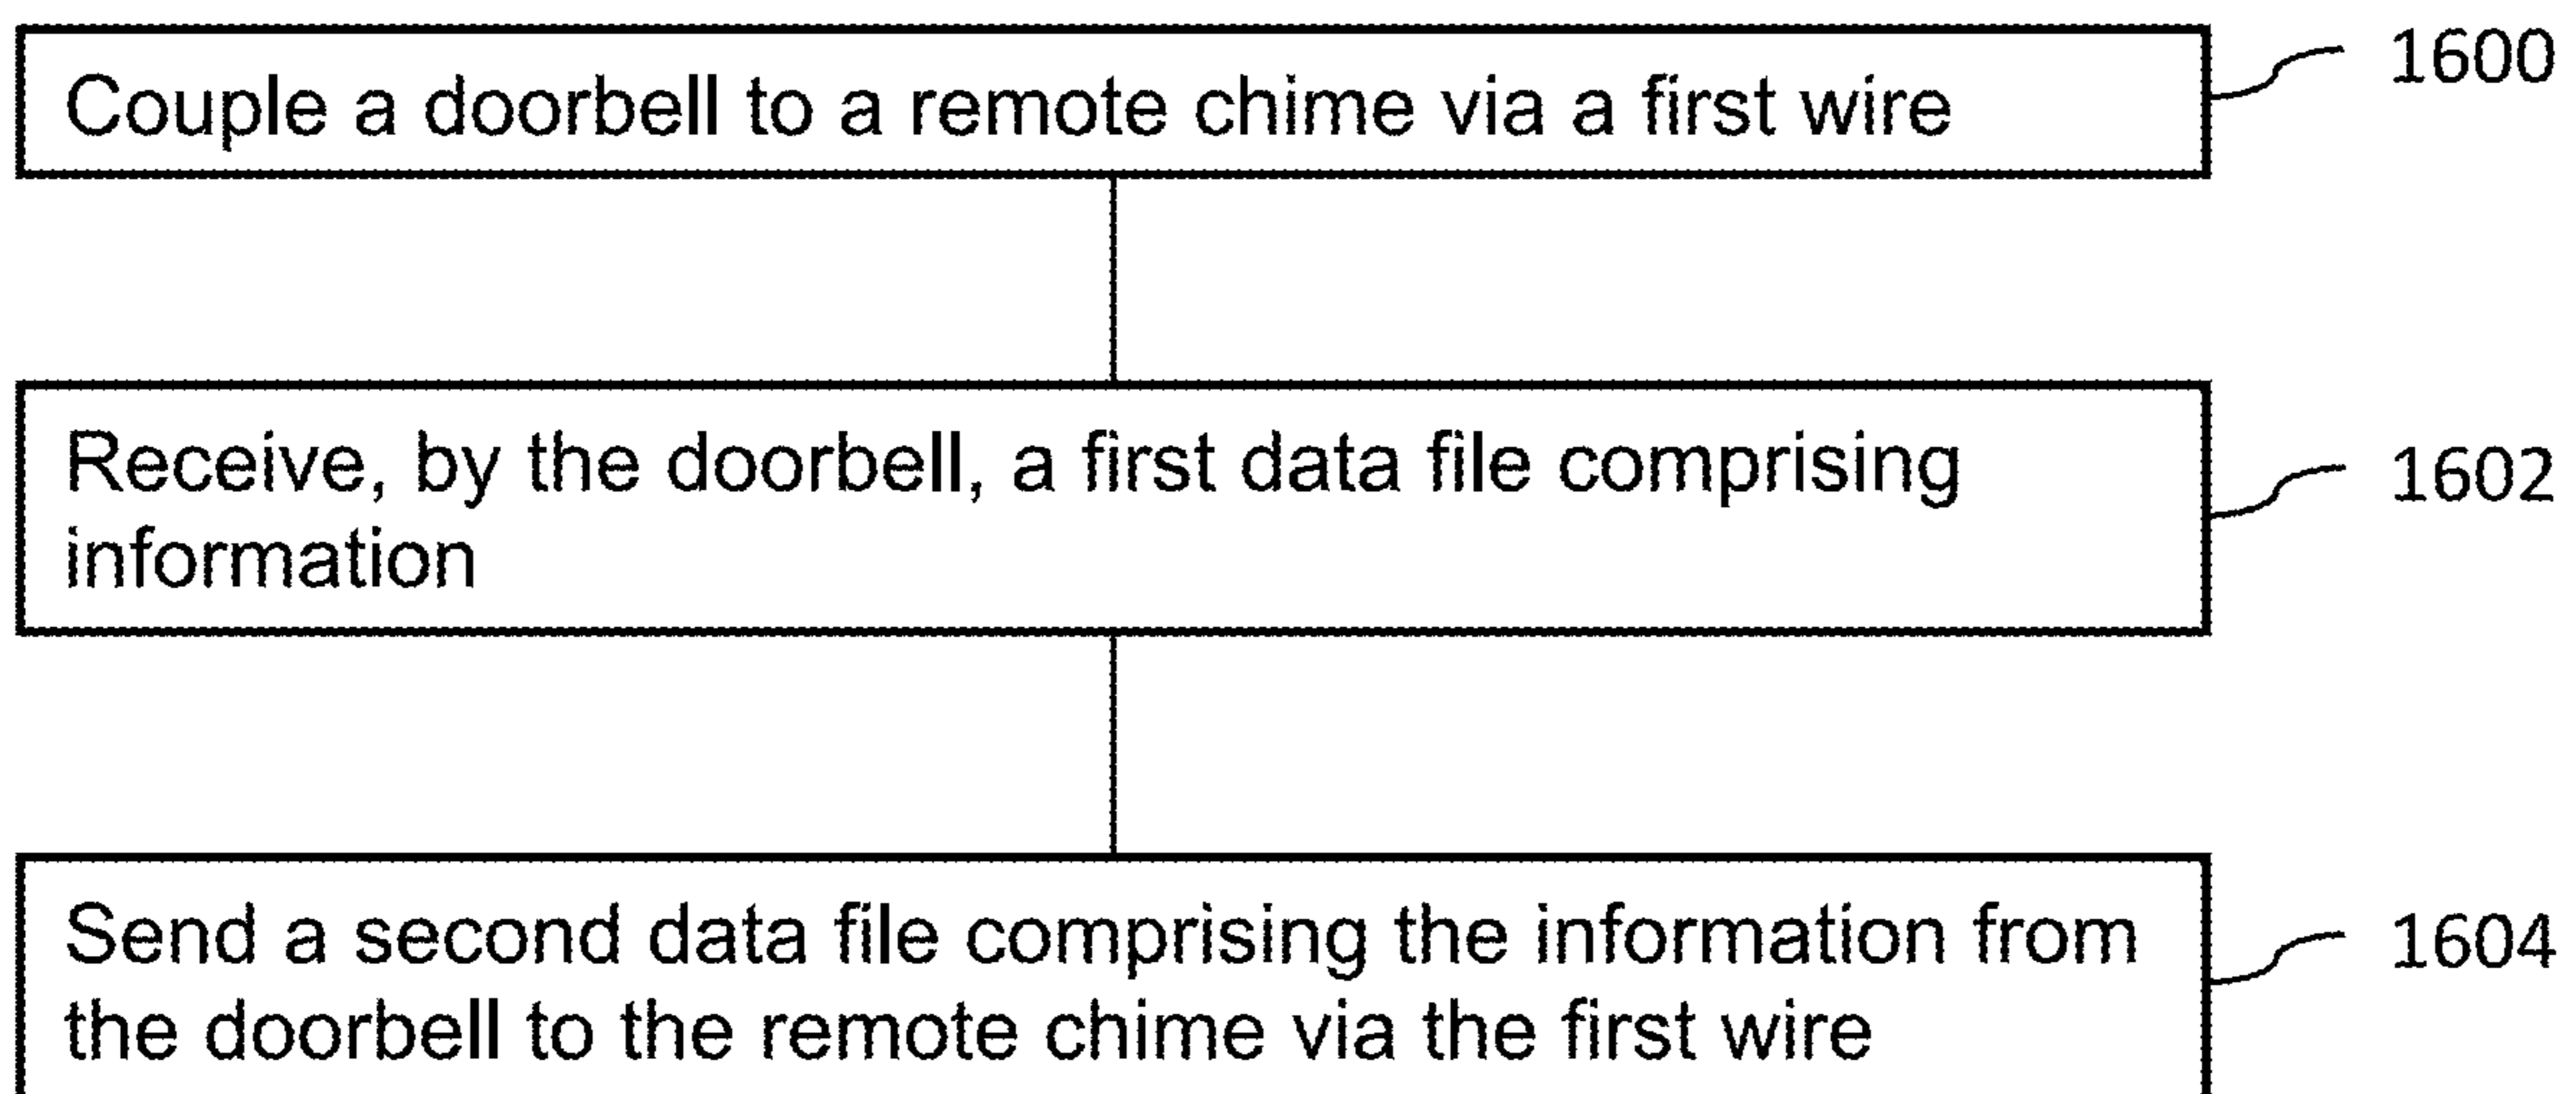 Couple a doorbell to a remote chime via a first wire
1600
Receive, by the doorbell, a first data file comprising
information
1602
Send a second data file comprising the information from
the doorbell to the remote chime via the first wire
1604